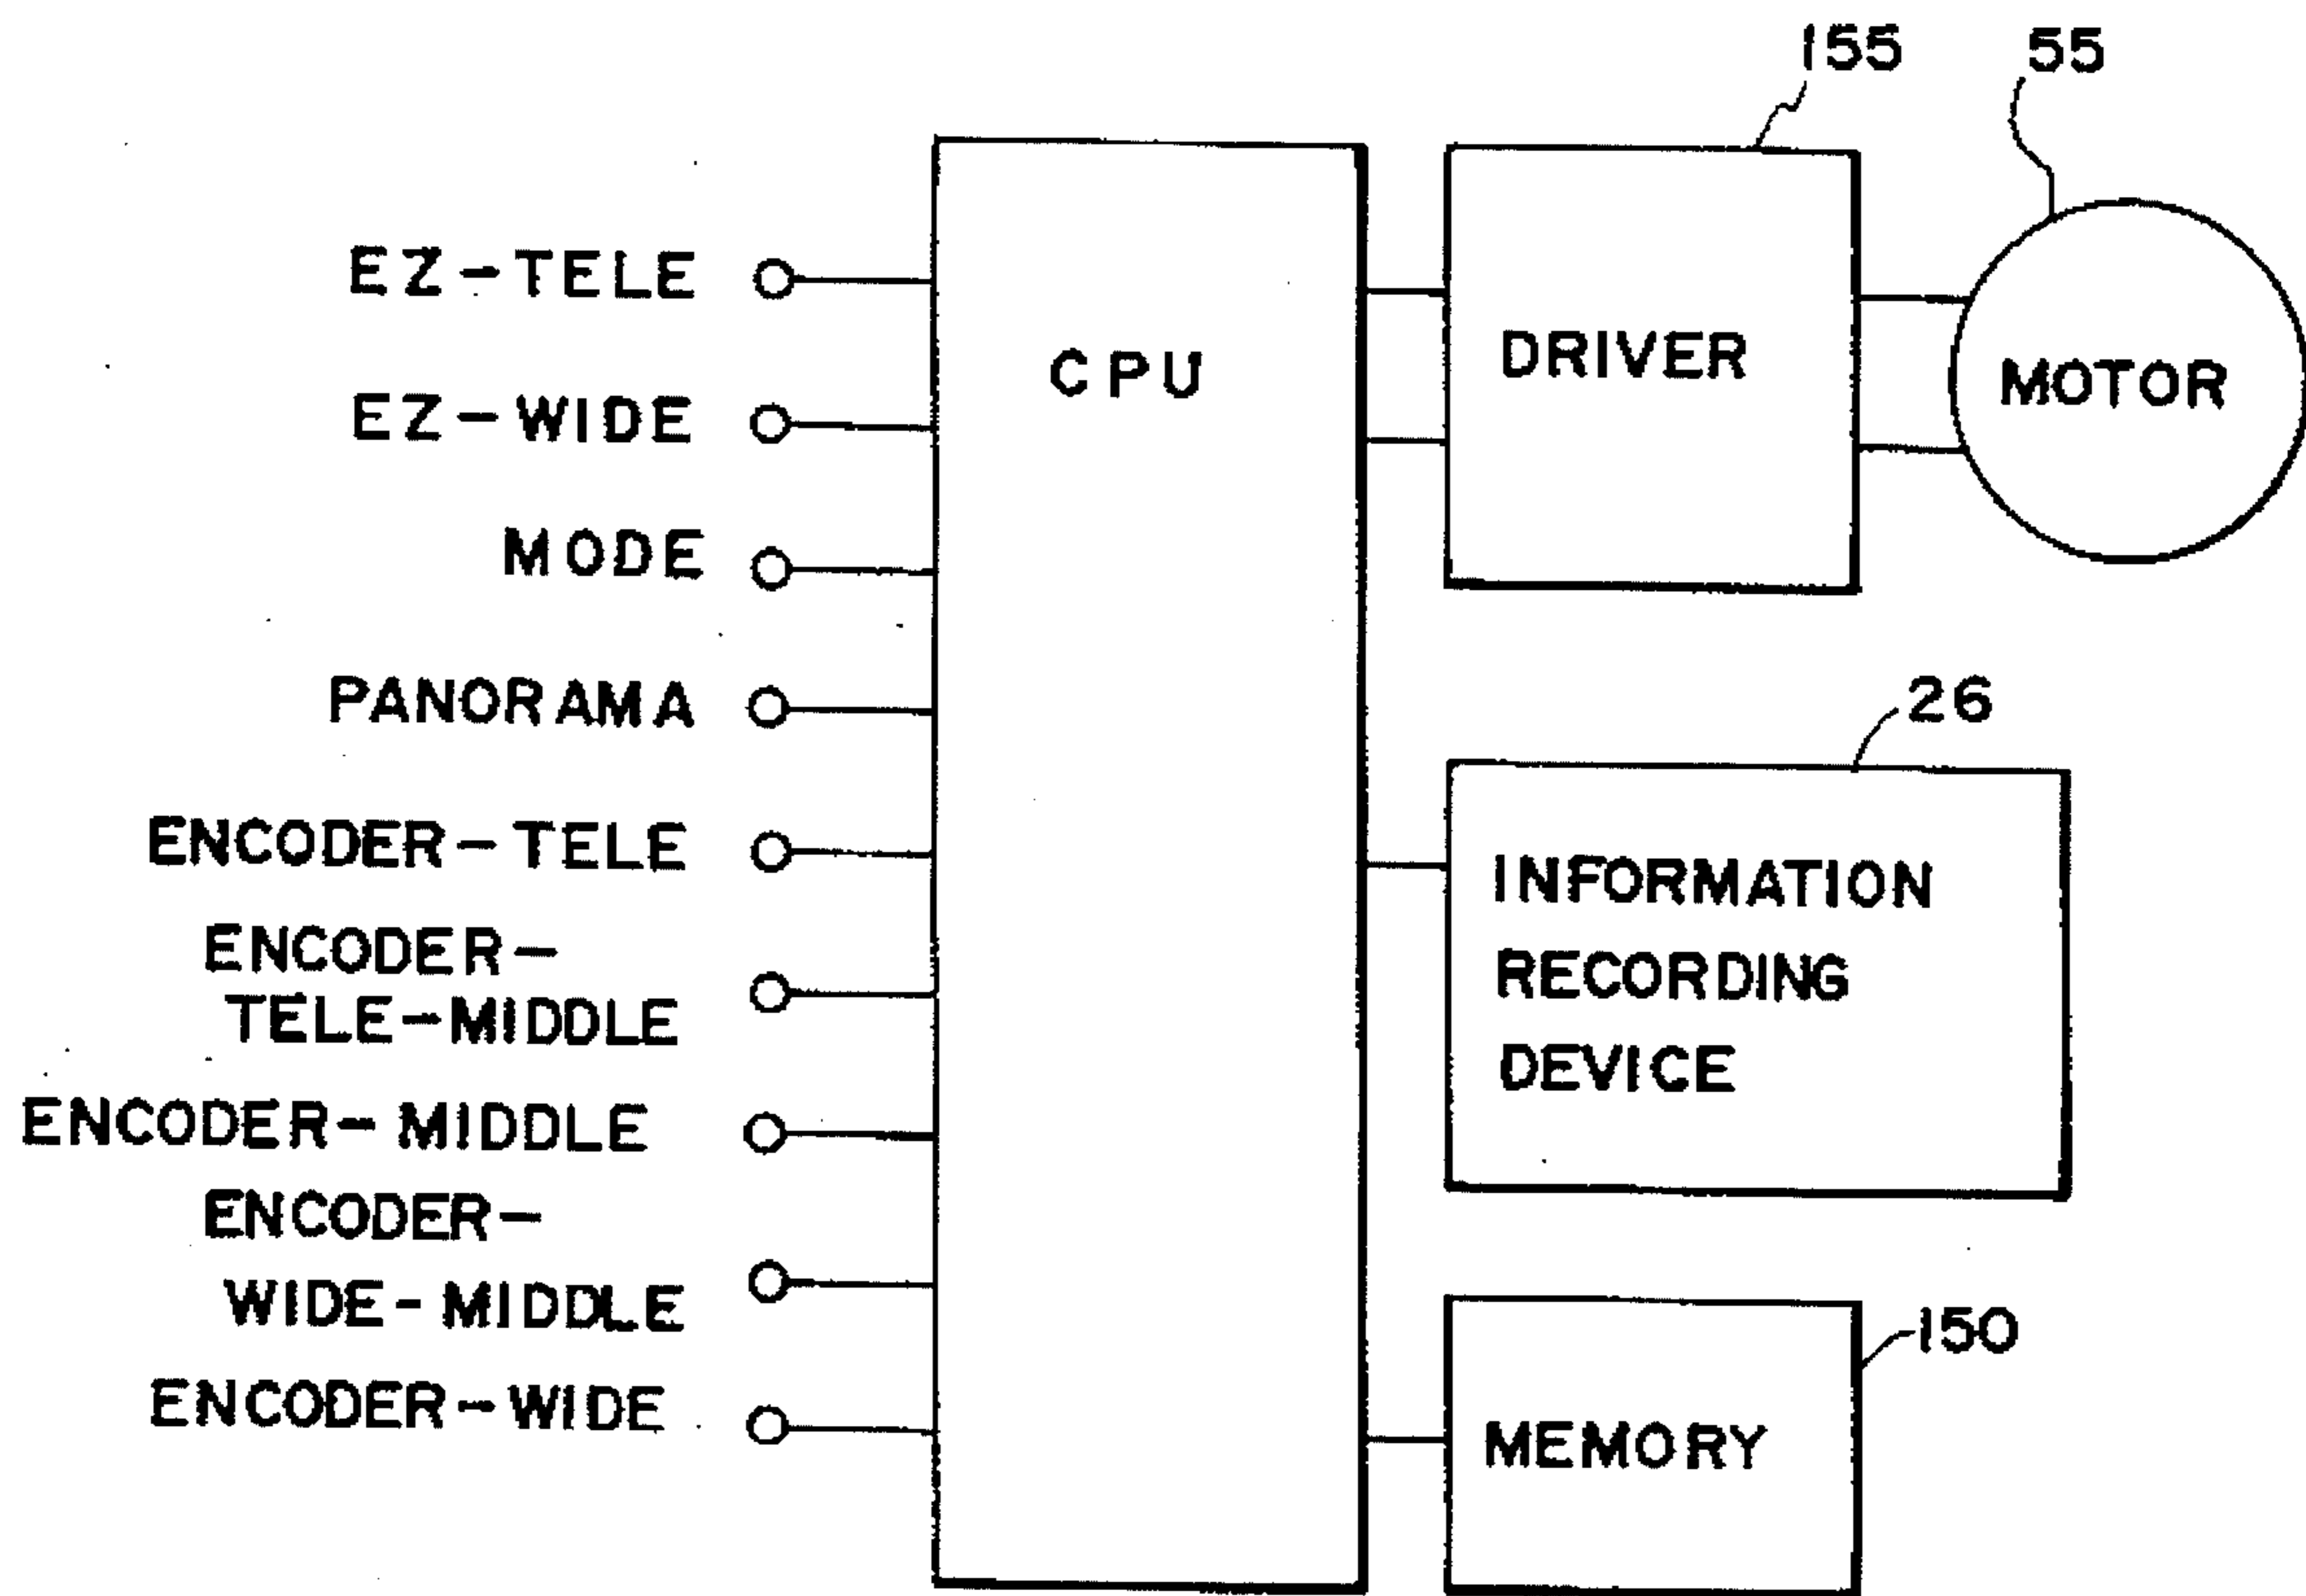 155
55
EZ-TELE
EZ-WIDE
MODE
PANORAMA
ENCODER-TELE
ENCODER-
TELE-MIDDLE
ENCODER-MIDDLE
ENCODER-
WIDE-MIDDLE
ENCODER-WIDE
CPU
DRIVER
MOTOR
26
INFORMATION
RECORDING
DEVICE
150
MEMORY